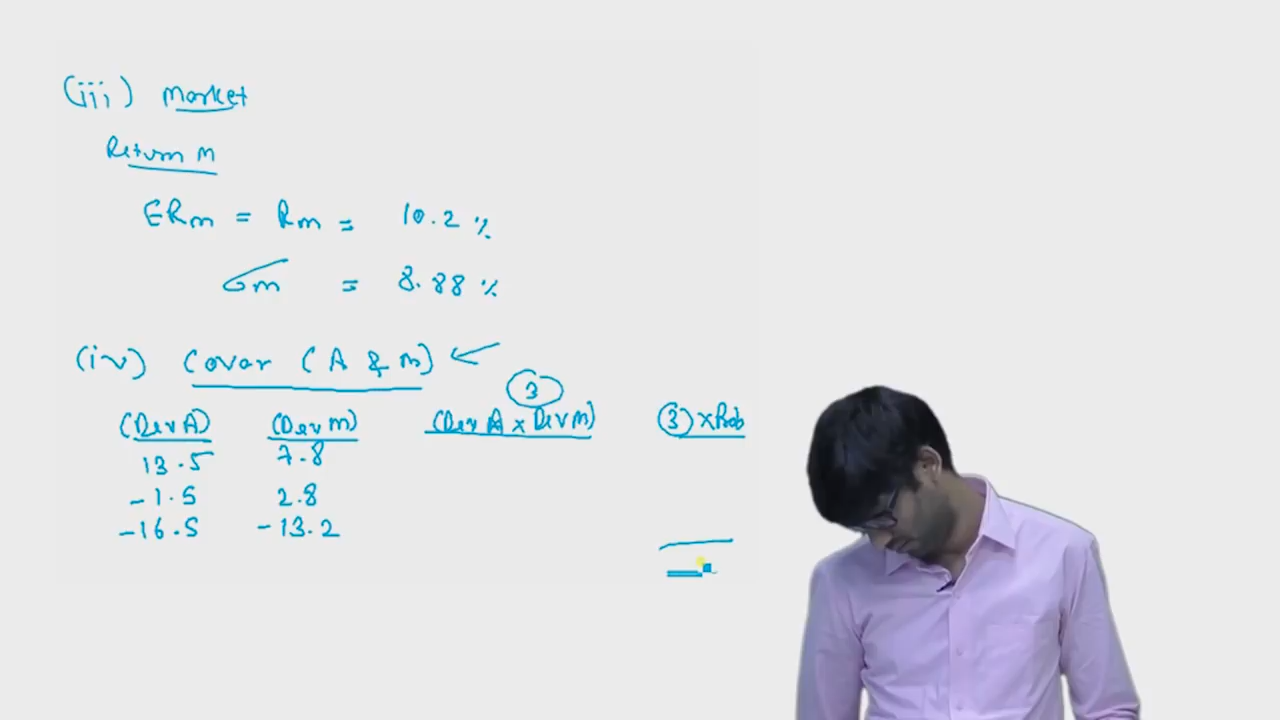 (iii) Market
Return M
ERm = Rm = 10.2 %
σm = 8.88 %
(iv) Covar (A & M) ←
③
(Dev A) (Dev M) (Dev A x Dev M) ③ x Prob
13.5 7.8
-1.5 2.8
-16.5 -13.2